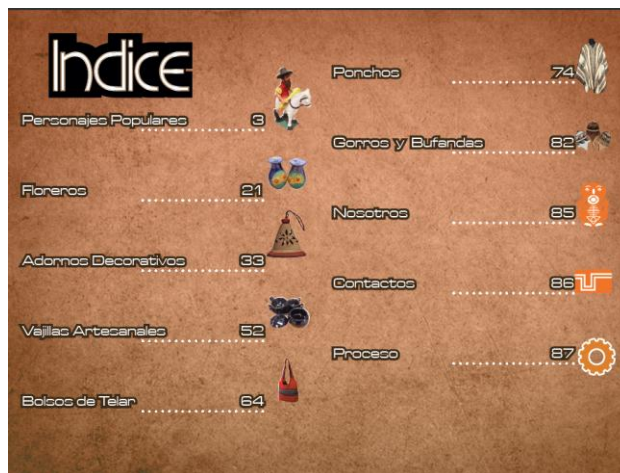 Indice
Personajes Populares 3
Floreros 21
Adornos Decorativos 33
Vajillas Artesanales 52
Bolsos de Telar 64
Ponchos 74
Gorros y Bufandas 82
Nosotros 85
Contactos 86
Proceso 87